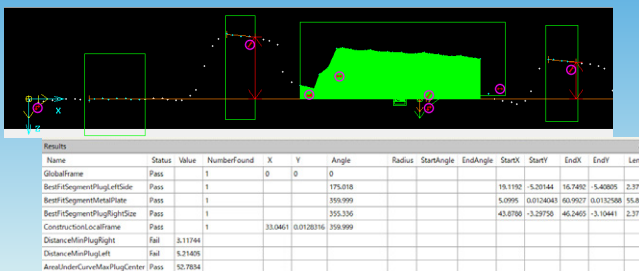 x
z
Results
Name Status Value NumberFound X Y Angle Radius StartAngle EndAngle StartX StartY EndX EndY Len
GlobalFrame Pass 1 0 0 0
BestFitSegmentPlugLeftSide Pass 1 175.018 19.1192 -5.20144 16.7492 -5.40805 2.37
BestFitSegmentMetalPlate Pass 1 359.999 5.0995 0.0124043 60.9927 0.0132588 55.8
BestFitSegmentPlugRightSize Pass 1 355.336 43.8788 -3.29758 46.2465 -3.10441 2.37
ConstructionLocalFrame Pass 1 33.0461 0.0128316 359.999
DistanceMinPlugRight Fail 3.11744
DistanceMinPlugLeft Fail 5.21405
AreaUnderCurveMaxPlugCenter Pass 52.7834